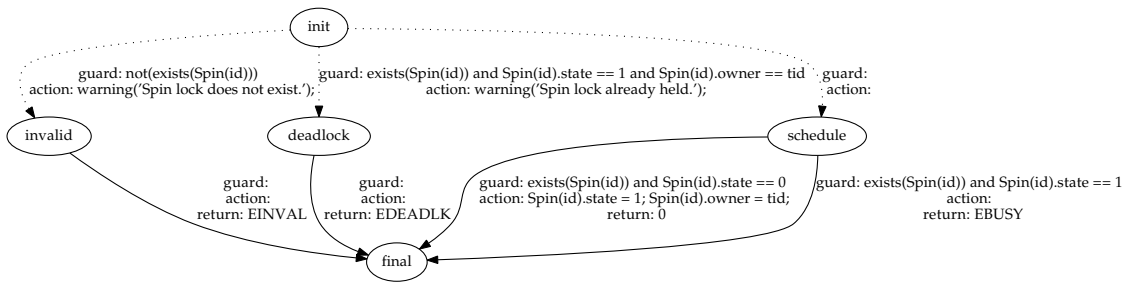 init
guard: not(exists(Spin(id)))
action: warning('Spin lock does not exist.');
guard: exists(Spin(id)) and Spin(id).state == 1 and Spin(id).owner == tid
action: warning('Spin lock already held.');
guard:
action:
invalid
deadlock
schedule
guard:
action:
return: EINVAL
guard:
action:
return: EDEADLK
guard: exists(Spin(id)) and Spin(id).state == 0
action: Spin(id).state = 1; Spin(id).owner = tid;
return: 0
guard: exists(Spin(id)) and Spin(id).state == 1
action:
return: EBUSY
final